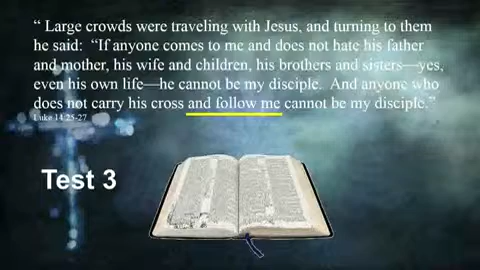 “ Large crowds were traveling with Jesus, and turning to them
he said:  “If anyone comes to me and does not hate his father
and mother, his wife and children, his brothers and sisters—yes,
even his own life—he cannot be my disciple.  And anyone who
does not carry his cross and follow me cannot be my disciple.”
Luke 14:25-27
Test 3